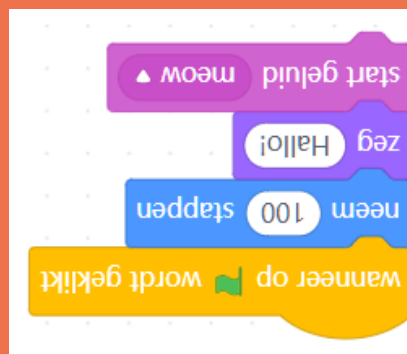 wanneer op wordt geklikt
neem 100 stappen
zeg Hallo!
start geluid meow